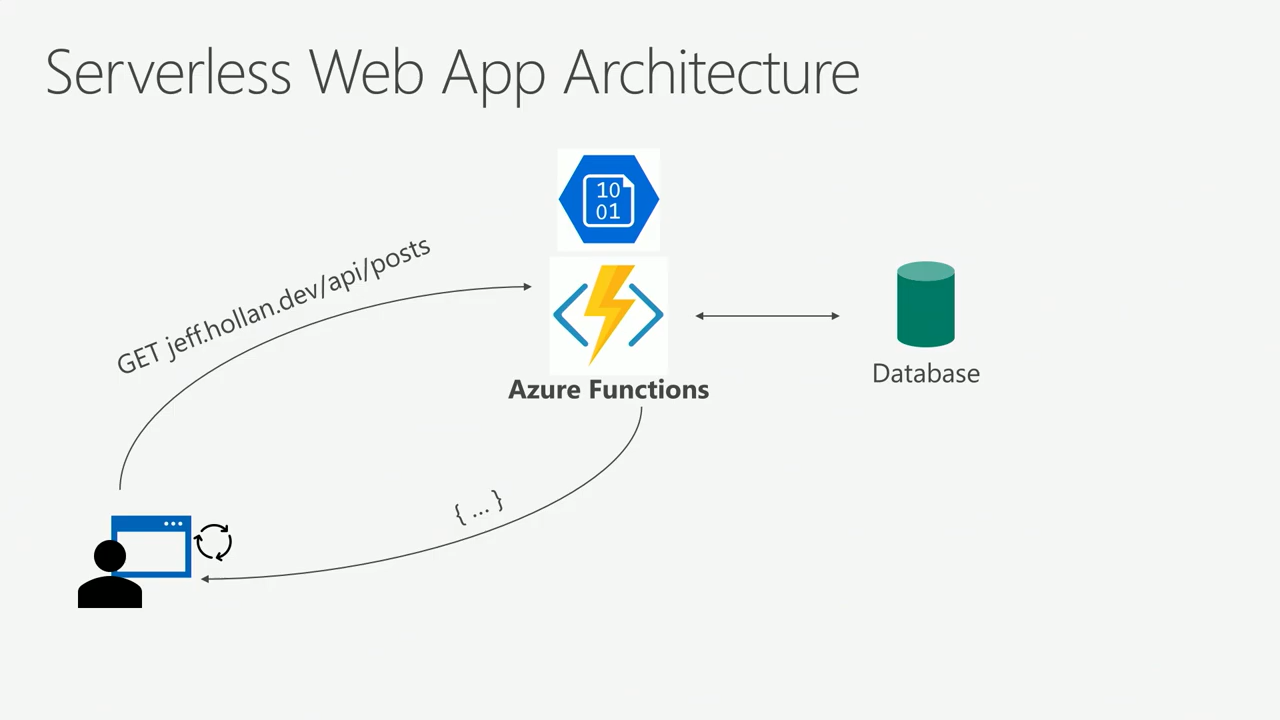 Serverless Web App Architecture
10
01
GET jeff.hollan.dev/api/posts
Azure Functions
Database
{ ... }